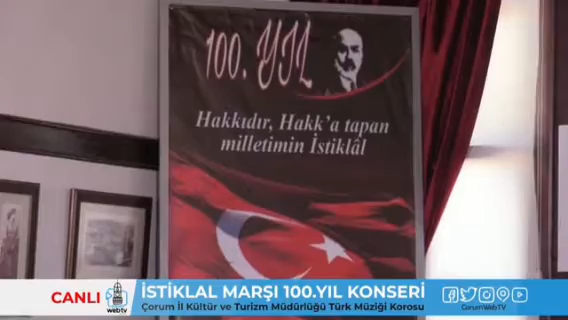 100. YIL
Hakkıdır, Hakk'a tapan
milletimin İstiklâl
CANLI
webtv
İSTİKLAL MARŞI 100.YIL KONSERİ
Çorum İl Kültür ve Turizm Müdürlüğü Türk Müziği Korosu
CorumWebTV